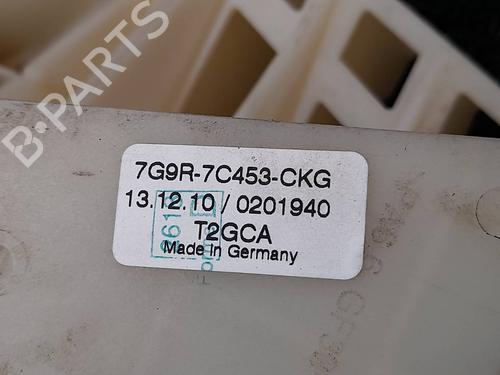 B-PARTS
7G9R-7C453-CKG
13.12.10 / 0201940
T2GCA
Made in Germany